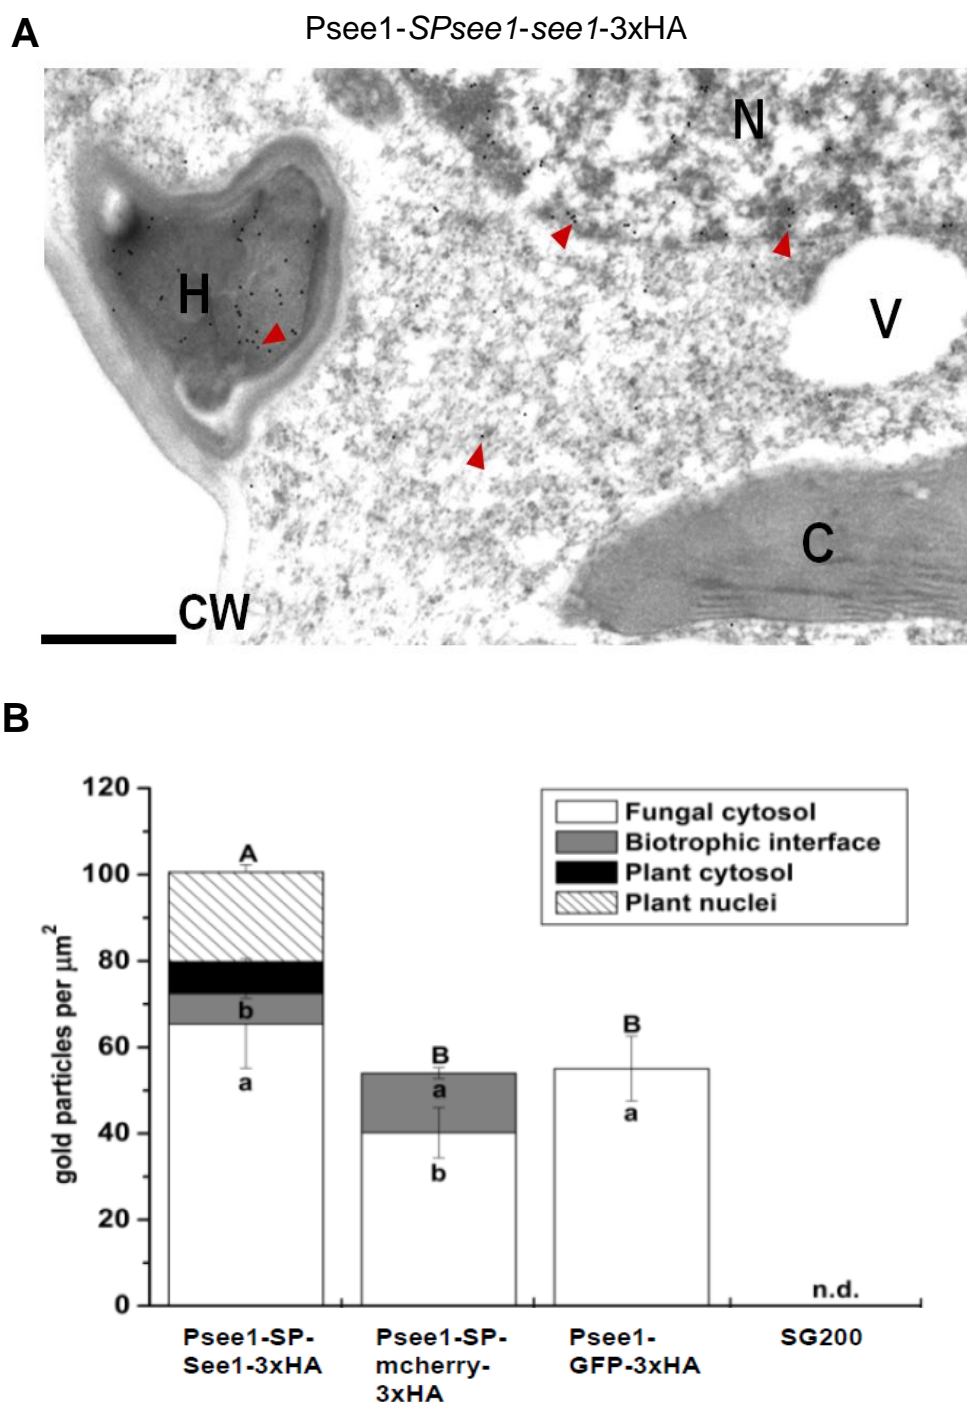 A
Psee1-SPsee1-see1-3xHA
N
H
V
C
CW
B
120
100
80
60
40
20
0
gold particles per µm²
Fungal cytosol
Biotrophic interface
Plant cytosol
Plant nuclei
A
b
a
B
a
b
B
a
n.d.
Psee1-SP-
See1-3xHA
Psee1-SP-
mcherry-
3xHA
Psee1-
GFP-3xHA
SG200